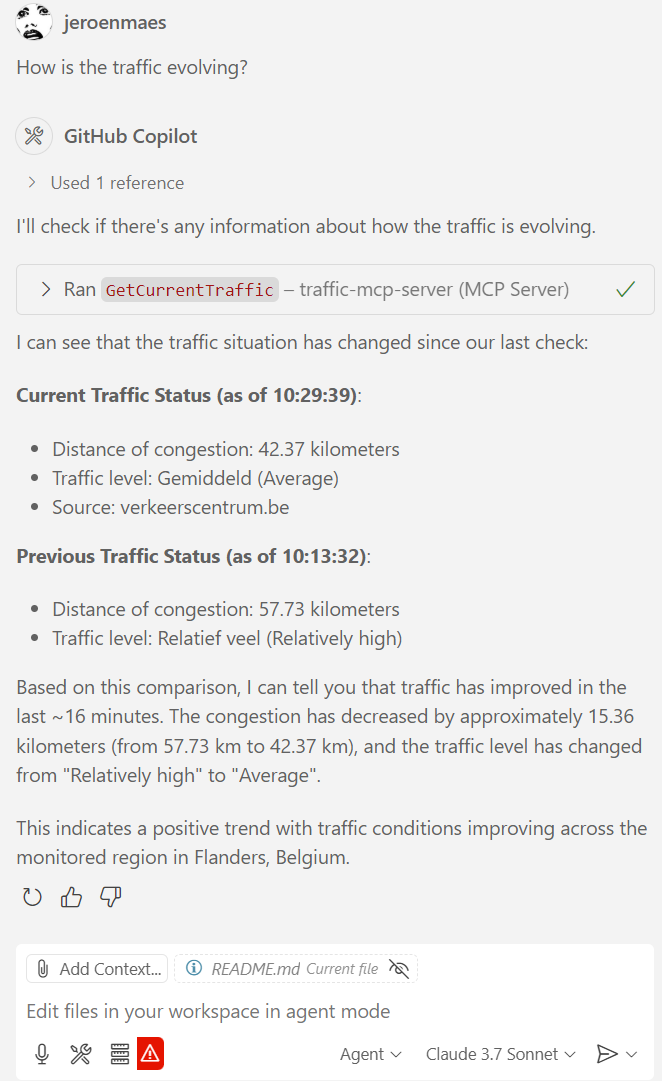 jeroenmaes
How is the traffic evolving?
GitHub Copilot
Used 1 reference
I'll check if there's any information about how the traffic is evolving.
Ran GetCurrentTraffic – traffic-mcp-server (MCP Server)
I can see that the traffic situation has changed since our last check:
Current Traffic Status (as of 10:29:39):
Distance of congestion: 42.37 kilometers
Traffic level: Gemiddeld (Average)
Source: verkeerscentrum.be
Previous Traffic Status (as of 10:13:32):
Distance of congestion: 57.73 kilometers
Traffic level: Relatief veel (Relatively high)
Based on this comparison, I can tell you that traffic has improved in the
last ~16 minutes. The congestion has decreased by approximately 15.36
kilometers (from 57.73 km to 42.37 km), and the traffic level has changed
from "Relatively high" to "Average".
This indicates a positive trend with traffic conditions improving across the
monitored region in Flanders, Belgium.
Add Context...
README.md Current file
Edit files in your workspace in agent mode
Agent
Claude 3.7 Sonnet